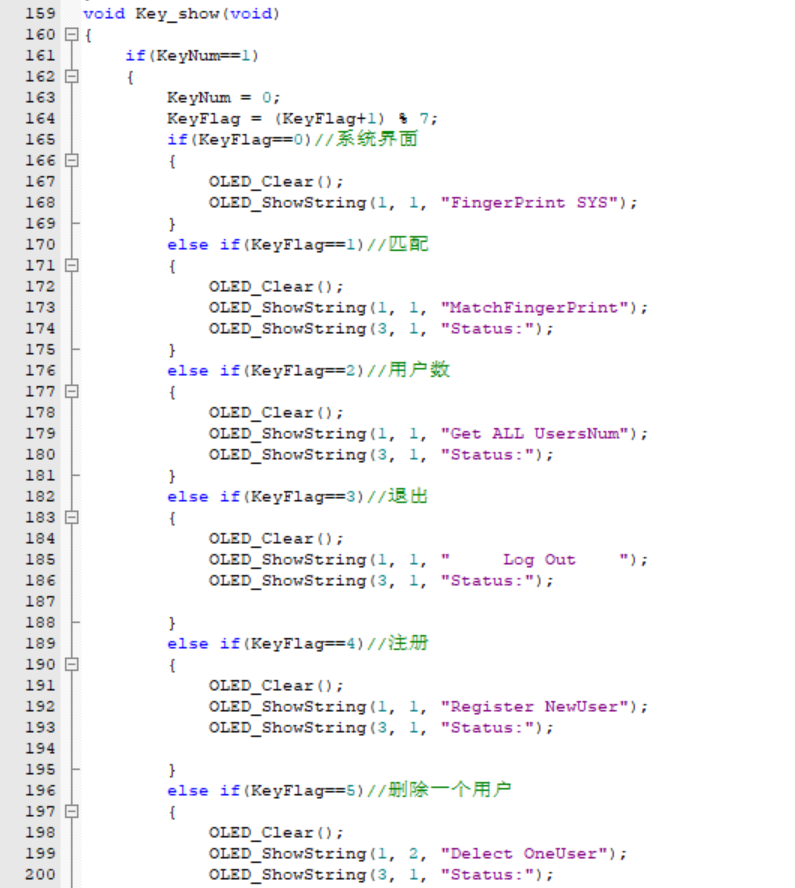 159 void Key_show(void)
160 {
161 if(KeyNum==1)
162 {
163 KeyNum = 0;
164 KeyFlag = (KeyFlag+1) % 7;
165 if(KeyFlag==0)//系统界面
166 {
167 OLED_Clear();
168 OLED_ShowString(1, 1, "FingerPrint SYS");
169 }
170 else if(KeyFlag==1)//匹配
171 {
172 OLED_Clear();
173 OLED_ShowString(1, 1, "MatchFingerPrint");
174 OLED_ShowString(3, 1, "Status:");
175 }
176 else if(KeyFlag==2)//用户数
177 {
178 OLED_Clear();
179 OLED_ShowString(1, 1, "Get ALL UsersNum");
180 OLED_ShowString(3, 1, "Status:");
181 }
182 else if(KeyFlag==3)//退出
183 {
184 OLED_Clear();
185 OLED_ShowString(1, 1, "     Log Out    ");
186 OLED_ShowString(3, 1, "Status:");
187
188 }
189 else if(KeyFlag==4)//注册
190 {
191 OLED_Clear();
192 OLED_ShowString(1, 1, "Register NewUser");
193 OLED_ShowString(3, 1, "Status:");
194
195 }
196 else if(KeyFlag==5)//删除一个用户
197 {
198 OLED_Clear();
199 OLED_ShowString(1, 2, "Delect OneUser");
200 OLED_ShowString(3, 1, "Status:");